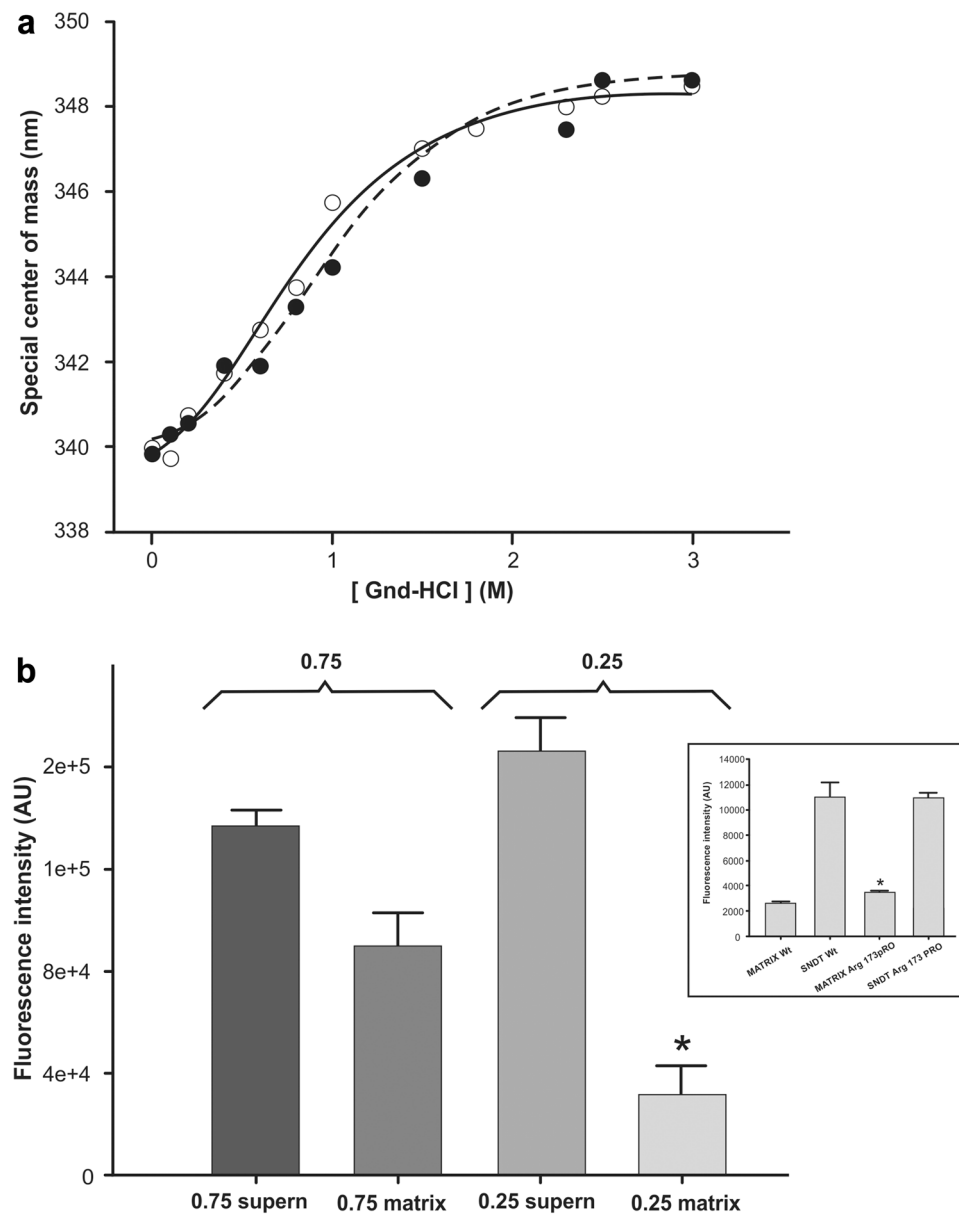 a
350
348
346
344
342
340
338
Special center of mass (nm)
0 1 2 3
[ Gnd-HCl ] (M)
b
0.75 0.25
2e+5
1e+5
8e+4
4e+4
0
Fluorescence intensity (AU)
*
0.75 supern 0.75 matrix 0.25 supern 0.25 matrix
14000
12000
10000
8000
6000
4000
2000
0
Fluorescence intensity (AU)
*
MATRIX Wt
SNDT Wt
MATRIX Arg 173pRO
SNDT Arg 173 PRO